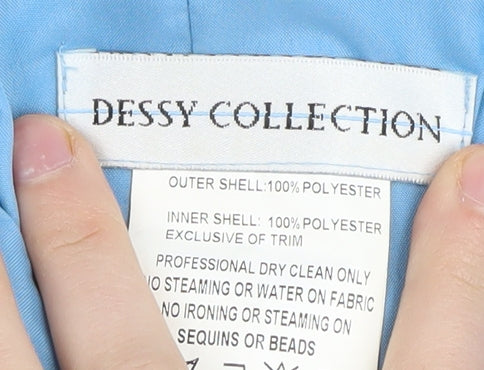 DESSY COLLECTION
OUTER SHELL:100% POLYESTER
INNER SHELL: 100% POLYESTER
EXCLUSIVE OF TRIM
PROFESSIONAL DRY CLEAN ONLY
NO STEAMING OR WATER ON FABRIC
NO IRONING OR STEAMING ON
SEQUINS OR BEADS